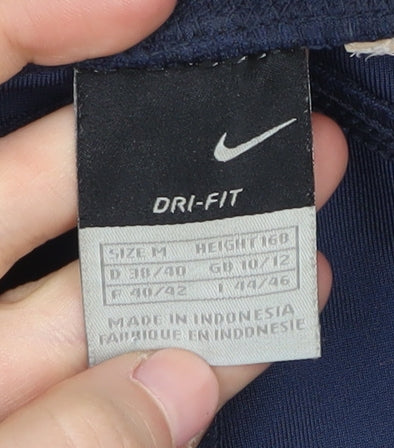 DRI-FIT
SIZE M HEIGHT 168
D 38/40 GB 10/12
F 40/42 I 44/46
MADE IN INDONESIA
FABRIQUE EN INDONESIE